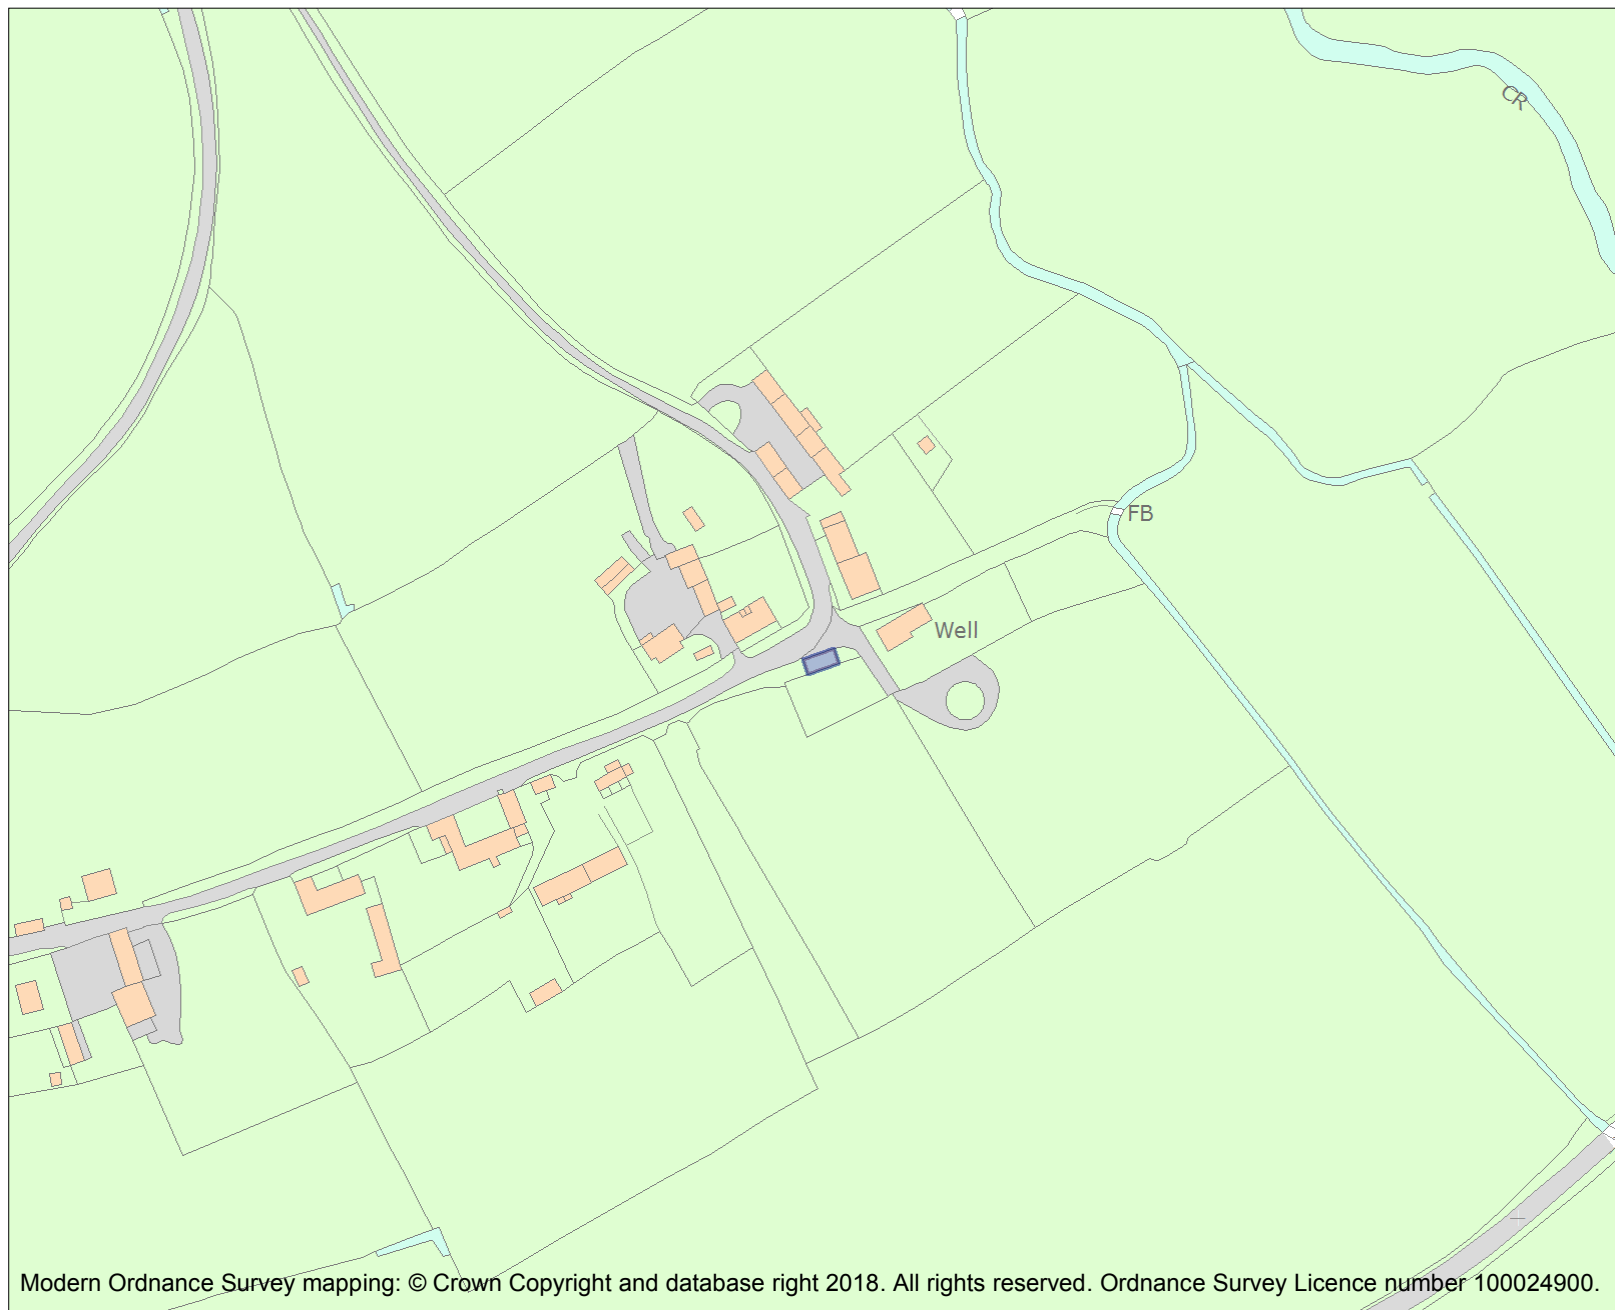 CR
FB
Well
Modern Ordnance Survey mapping: © Crown Copyright and database right 2018. All rights reserved. Ordnance Survey Licence number 100024900.